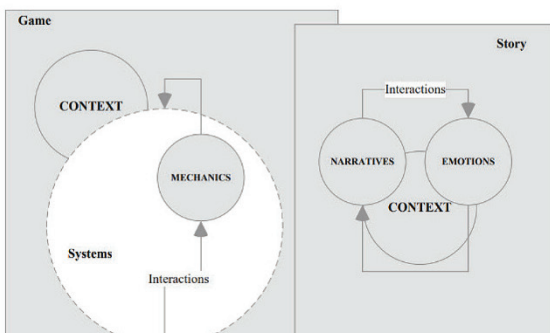 Game
Story
Interactions
CONTEXT
MECHANICS
NARRATIVES
EMOTIONS
CONTEXT
Systems
Interactions